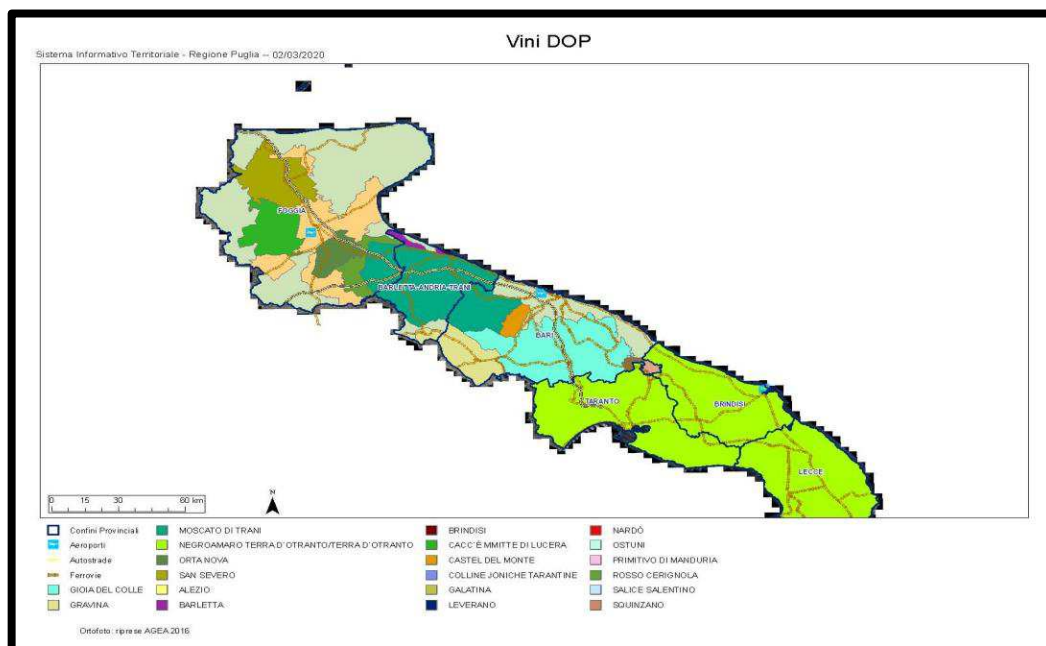 Vini DOP
Sistema Informativo Territoriale - Regione Puglia -- 02/03/2020
FOGGIA
BARLETTA-ANDRIA-TRANI
BARI
TARANTO
BRINDISI
LECCE
0 15 30 60 km
N
Confini Provinciali
Aeroporti
Autostrade
Ferrovie
GIOIA DEL COLLE
GRAVINA
MOSCATO DI TRANI
NEGROAMARO TERRA D'OTRANTO/TERRA D'OTRANTO
ORTA NOVA
SAN SEVERO
ALEZIO
BARLETTA
BRINDISI
CACC'È MMITTE DI LUCERA
CASTEL DEL MONTE
COLLINE JONICHE TARANTINE
GALATINA
LEVERANO
NARDÒ
OSTUNI
PRIMITIVO DI MANDURIA
ROSSO CERIGNOLA
SALICE SALENTINO
SQUINZANO
Ortofoto: riprese AGEA 2016